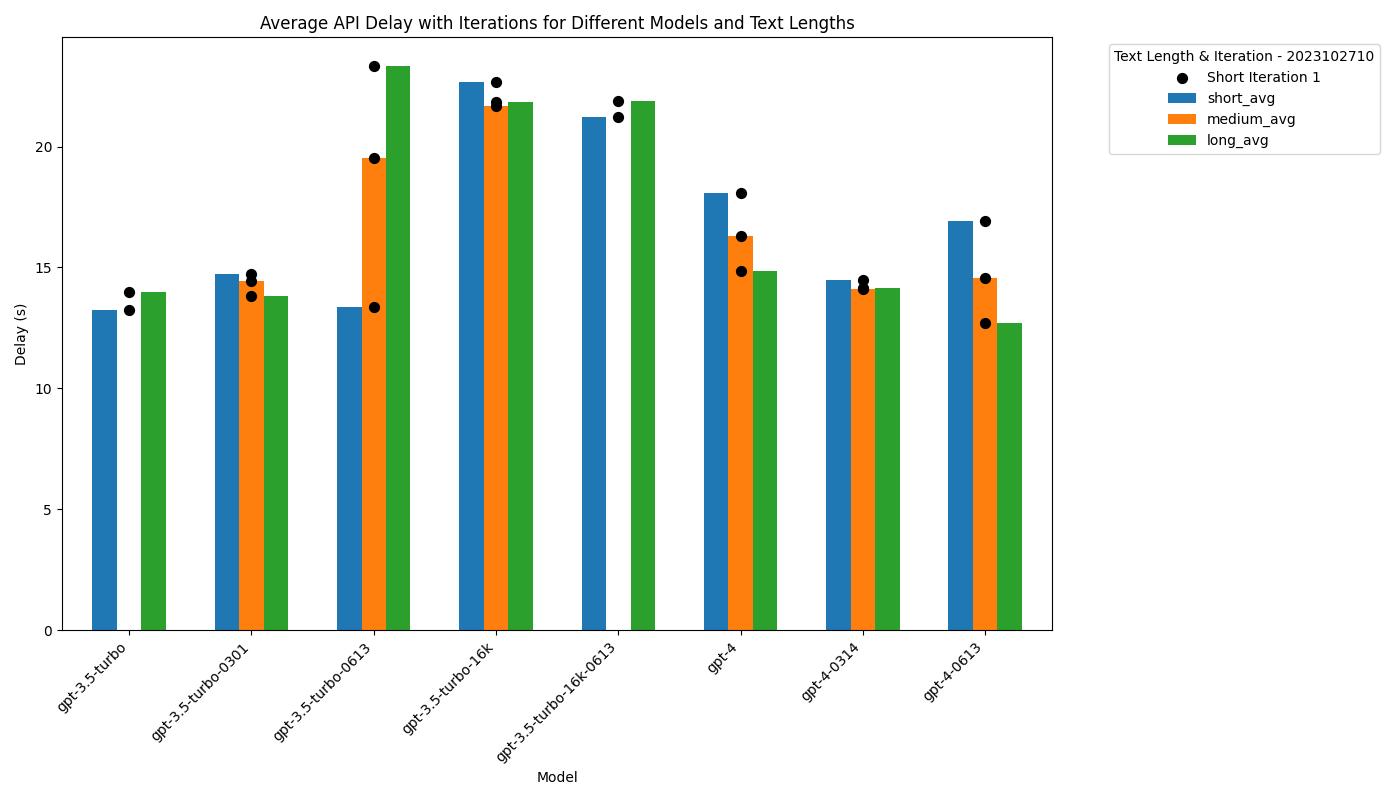 Average API Delay with Iterations for Different Models and Text Lengths
Text Length & Iteration - 2023102710
Short Iteration 1
short_avg
medium_avg
long_avg
Delay (s)
20
15
10
5
0
gpt-3.5-turbo
gpt-3.5-turbo-0301
gpt-3.5-turbo-0613
gpt-3.5-turbo-16k
gpt-3.5-turbo-16k-0613
gpt-4
gpt-4-0314
gpt-4-0613
Model